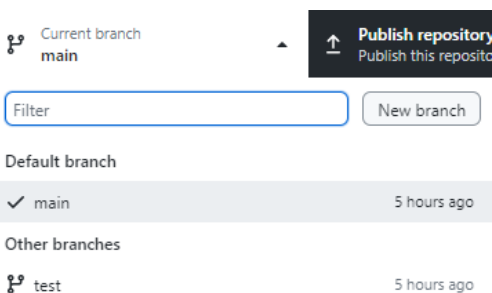 Current branch
main
Publish repository
Publish this reposito
Filter
New branch
Default branch
main 5 hours ago
Other branches
test 5 hours ago